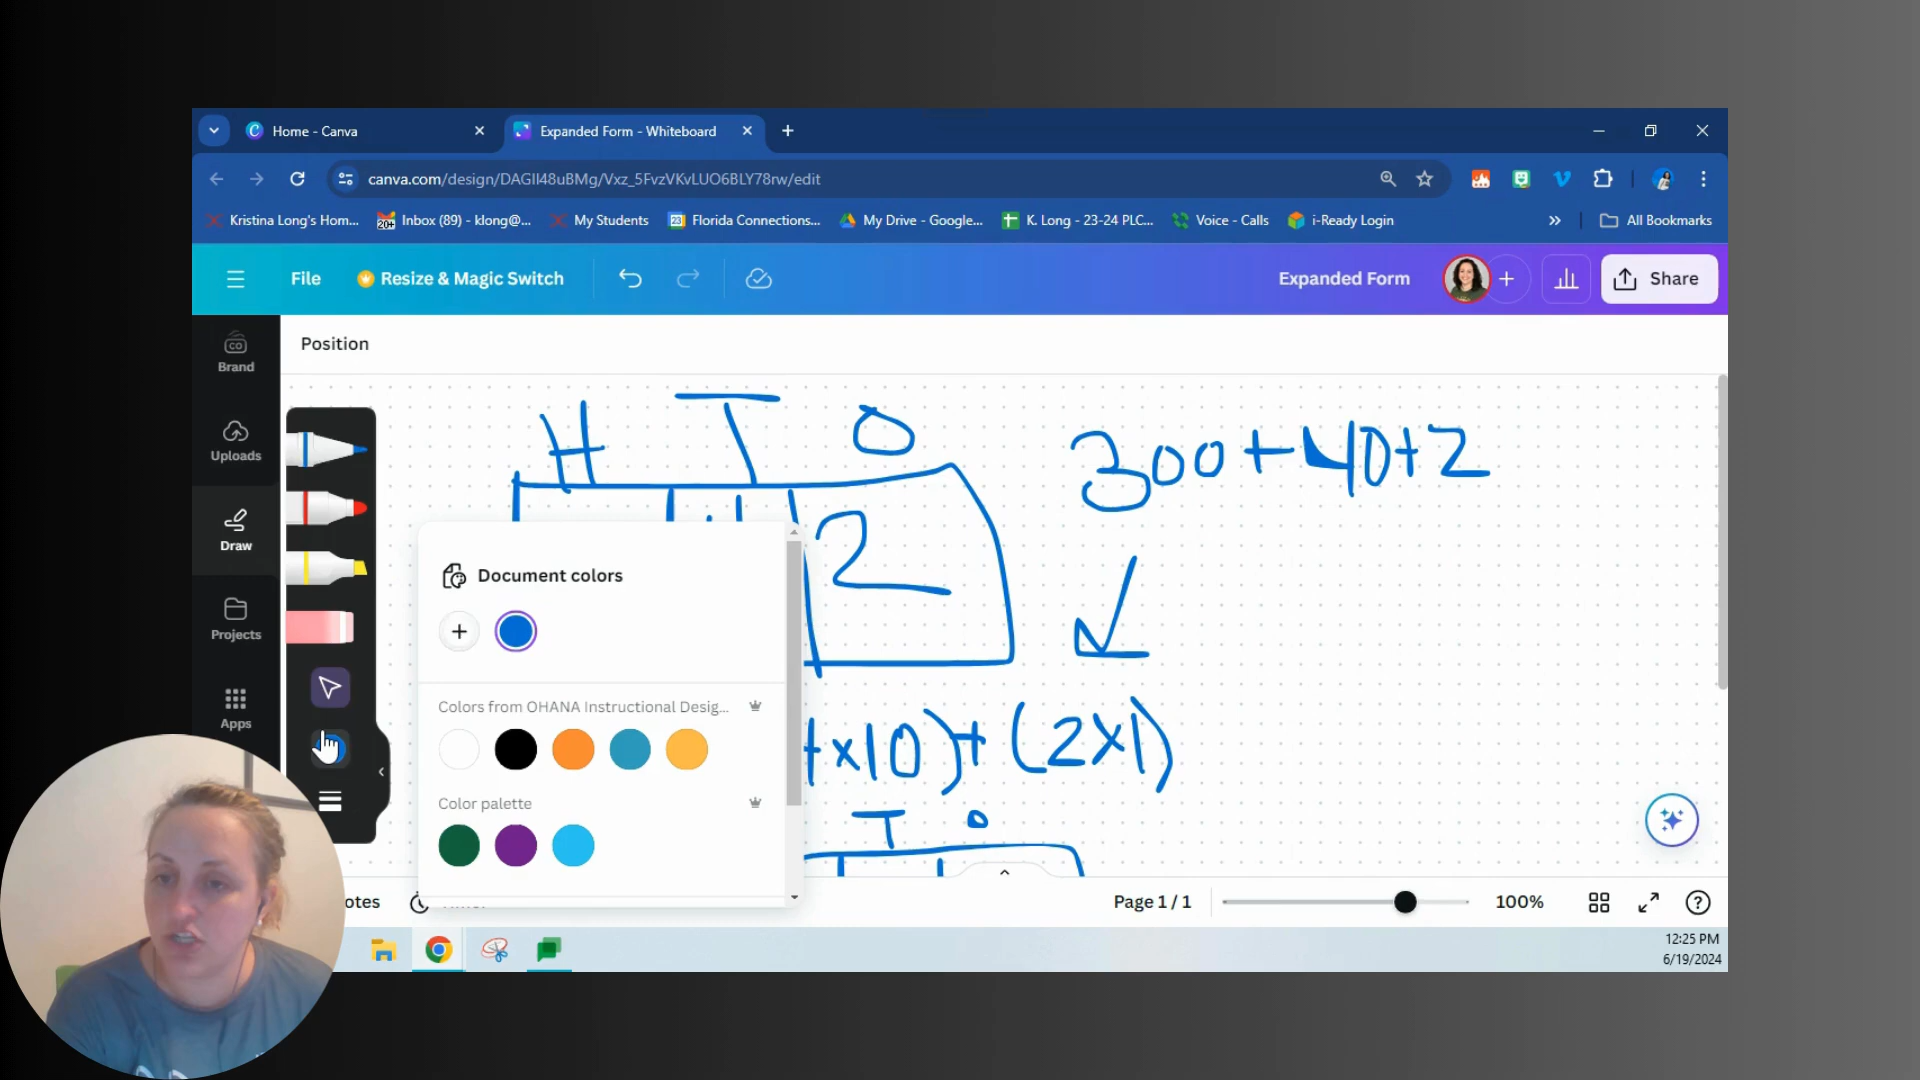 Home - Canva
Expanded Form - Whiteboard
canva.com/design/DAGIl48uBMg/Vxz_5FvzVKvLUO6BLY78rw/edit
Kristina Long's Hom...
Inbox (89) - klong@...
My Students
Florida Connections...
My Drive - Google...
K. Long - 23-24 PLC...
Voice - Calls
i-Ready Login
All Bookmarks
File
Resize & Magic Switch
Expanded Form
Share
Brand
Uploads
Draw
Projects
Apps
Position
H T O
300+40+2
2
Document colors
Colors from OHANA Instructional Desig...
Color palette
x10)+(2x1)
T O
otes
Page 1 / 1
100%
12:25 PM
6/19/2024